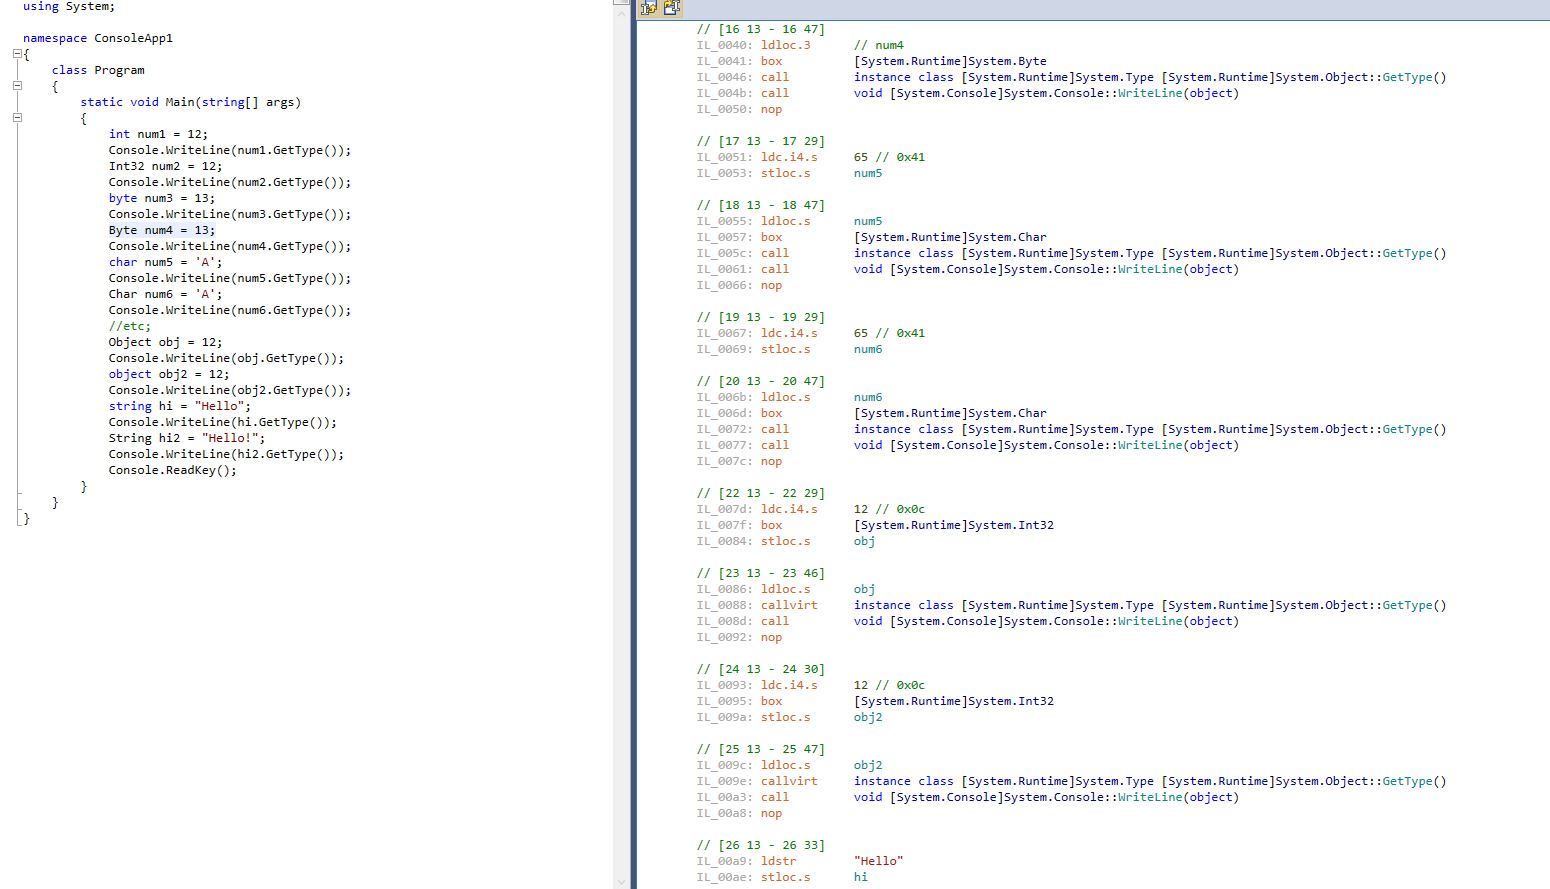 using System;
namespace ConsoleApp1
{
class Program
{
static void Main(string[] args)
{
int num1 = 12;
Console.WriteLine(num1.GetType());
Int32 num2 = 12;
Console.WriteLine(num2.GetType());
byte num3 = 13;
Console.WriteLine(num3.GetType());
Byte num4 = 13;
Console.WriteLine(num4.GetType());
char num5 = 'A';
Console.WriteLine(num5.GetType());
Char num6 = 'A';
Console.WriteLine(num6.GetType());
//etc;
Object obj = 12;
Console.WriteLine(obj.GetType());
object obj2 = 12;
Console.WriteLine(obj2.GetType());
string hi = "Hello";
Console.WriteLine(hi.GetType());
String hi2 = "Hello!";
Console.WriteLine(hi2.GetType());
Console.ReadKey();
}
}
}
// [16 13 - 16 47]
IL_0040: ldloc.3 // num4
IL_0041: box [System.Runtime]System.Byte
IL_0046: call instance class [System.Runtime]System.Type [System.Runtime]System.Object::GetType()
IL_004b: call void [System.Console]System.Console::WriteLine(object)
IL_0050: nop
// [17 13 - 17 29]
IL_0051: ldc.i4.s 65 // 0x41
IL_0053: stloc.s num5
// [18 13 - 18 47]
IL_0055: ldloc.s num5
IL_0057: box [System.Runtime]System.Char
IL_005c: call instance class [System.Runtime]System.Type [System.Runtime]System.Object::GetType()
IL_0061: call void [System.Console]System.Console::WriteLine(object)
IL_0066: nop
// [19 13 - 19 29]
IL_0067: ldc.i4.s 65 // 0x41
IL_0069: stloc.s num6
// [20 13 - 20 47]
IL_006b: ldloc.s num6
IL_006d: box [System.Runtime]System.Char
IL_0072: call instance class [System.Runtime]System.Type [System.Runtime]System.Object::GetType()
IL_0077: call void [System.Console]System.Console::WriteLine(object)
IL_007c: nop
// [22 13 - 22 29]
IL_007d: ldc.i4.s 12 // 0x0c
IL_007f: box [System.Runtime]System.Int32
IL_0084: stloc.s obj
// [23 13 - 23 46]
IL_0086: ldloc.s obj
IL_0088: callvirt instance class [System.Runtime]System.Type [System.Runtime]System.Object::GetType()
IL_008d: call void [System.Console]System.Console::WriteLine(object)
IL_0092: nop
// [24 13 - 24 30]
IL_0093: ldc.i4.s 12 // 0x0c
IL_0095: box [System.Runtime]System.Int32
IL_009a: stloc.s obj2
// [25 13 - 25 47]
IL_009c: ldloc.s obj2
IL_009e: callvirt instance class [System.Runtime]System.Type [System.Runtime]System.Object::GetType()
IL_00a3: call void [System.Console]System.Console::WriteLine(object)
IL_00a8: nop
// [26 13 - 26 33]
IL_00a9: ldstr "Hello"
IL_00ae: stloc.s hi